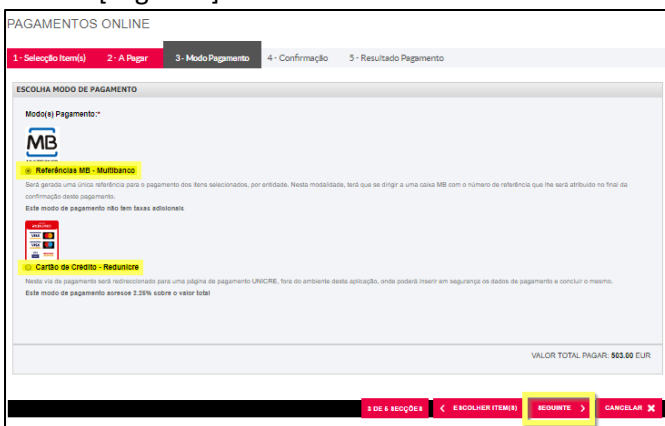 PAGAMENTOS ONLINE
1 - Selecção Item(s) 2 - A Pagar 3 - Modo Pagamento 4 - Confirmação 5 - Resultado Pagamento
ESCOLHA MODO DE PAGAMENTO
Modo(s) Pagamento:*
MB
Referências MB - Multibanco
Será gerada uma única referência para o pagamento dos itens selecionados, por entidade. Nesta modalidade, terá que se dirigir a uma caixa MB com o número de referência que lhe será atribuído no final da
confirmação deste pagamento.
Este modo de pagamento não tem taxas adicionais
VISA
Cartão de Crédito - Redunicre
Nesta via de pagamento será redireccionado para uma página de pagamento UNICRE, fora do ambiente desta aplicação, onde poderá inserir em segurança os dados de pagamento e concluir o mesmo.
Este modo de pagamento acresce 2.25% sobre o valor total
VALOR TOTAL PAGAR: 503.00 EUR
3 DE 5 SECÇÕES ESCOLHER ITEM(S) SEGUINTE CANCELAR